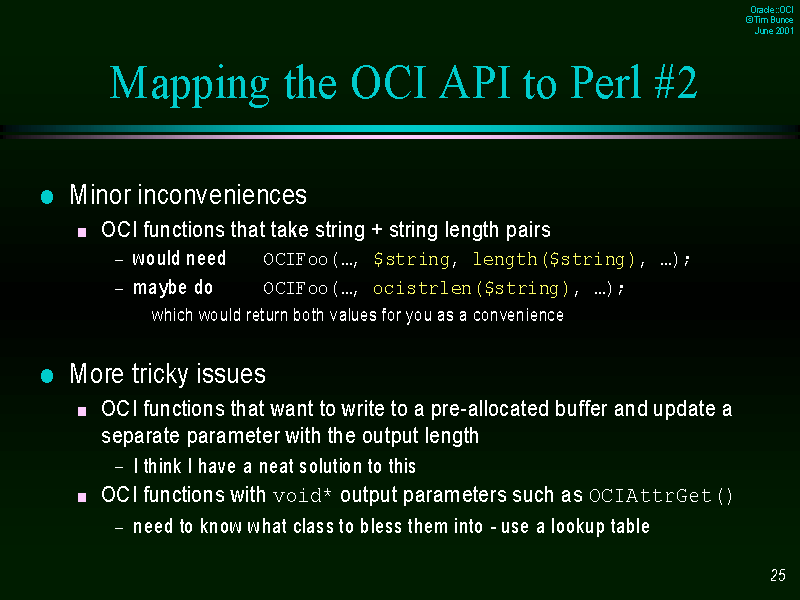 Oracle::OCI
©Tim Bunce
June 2001
Mapping the OCI API to Perl #2
Minor inconveniences
OCI functions that take string + string length pairs
– would need OCIFoo(…, $string, length($string), …);
– maybe do OCIFoo(…, ocistrlen($string), …);
which would return both values for you as a convenience
More tricky issues
OCI functions that want to write to a pre-allocated buffer and update a
separate parameter with the output length
– I think I have a neat solution to this
OCI functions with void* output parameters such as OCIAttrGet()
– need to know what class to bless them into - use a lookup table
25